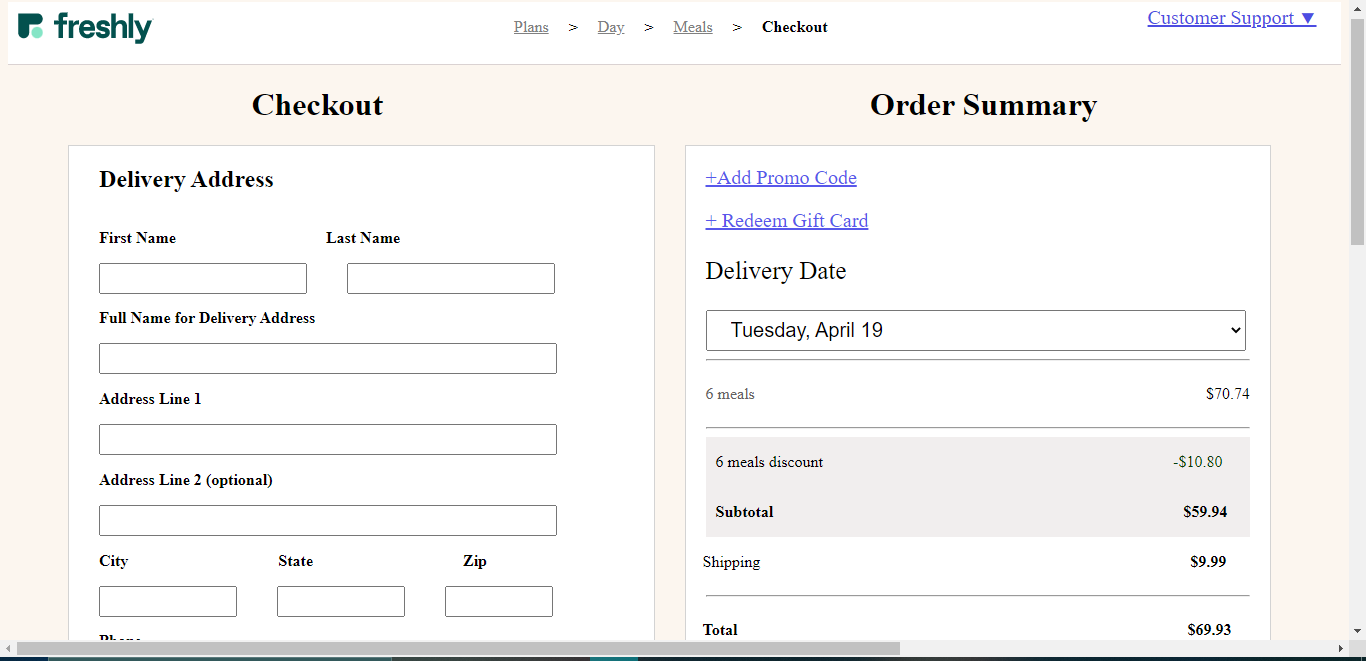 freshly
Plans > Day > Meals > Checkout
Customer Support ▼
Checkout
Delivery Address
First Name Last Name
Full Name for Delivery Address
Address Line 1
Address Line 2 (optional)
City State Zip
Phone
Order Summary
+Add Promo Code
+ Redeem Gift Card
Delivery Date
Tuesday, April 19
6 meals $70.74
6 meals discount -$10.80
Subtotal $59.94
Shipping $9.99
Total $69.93